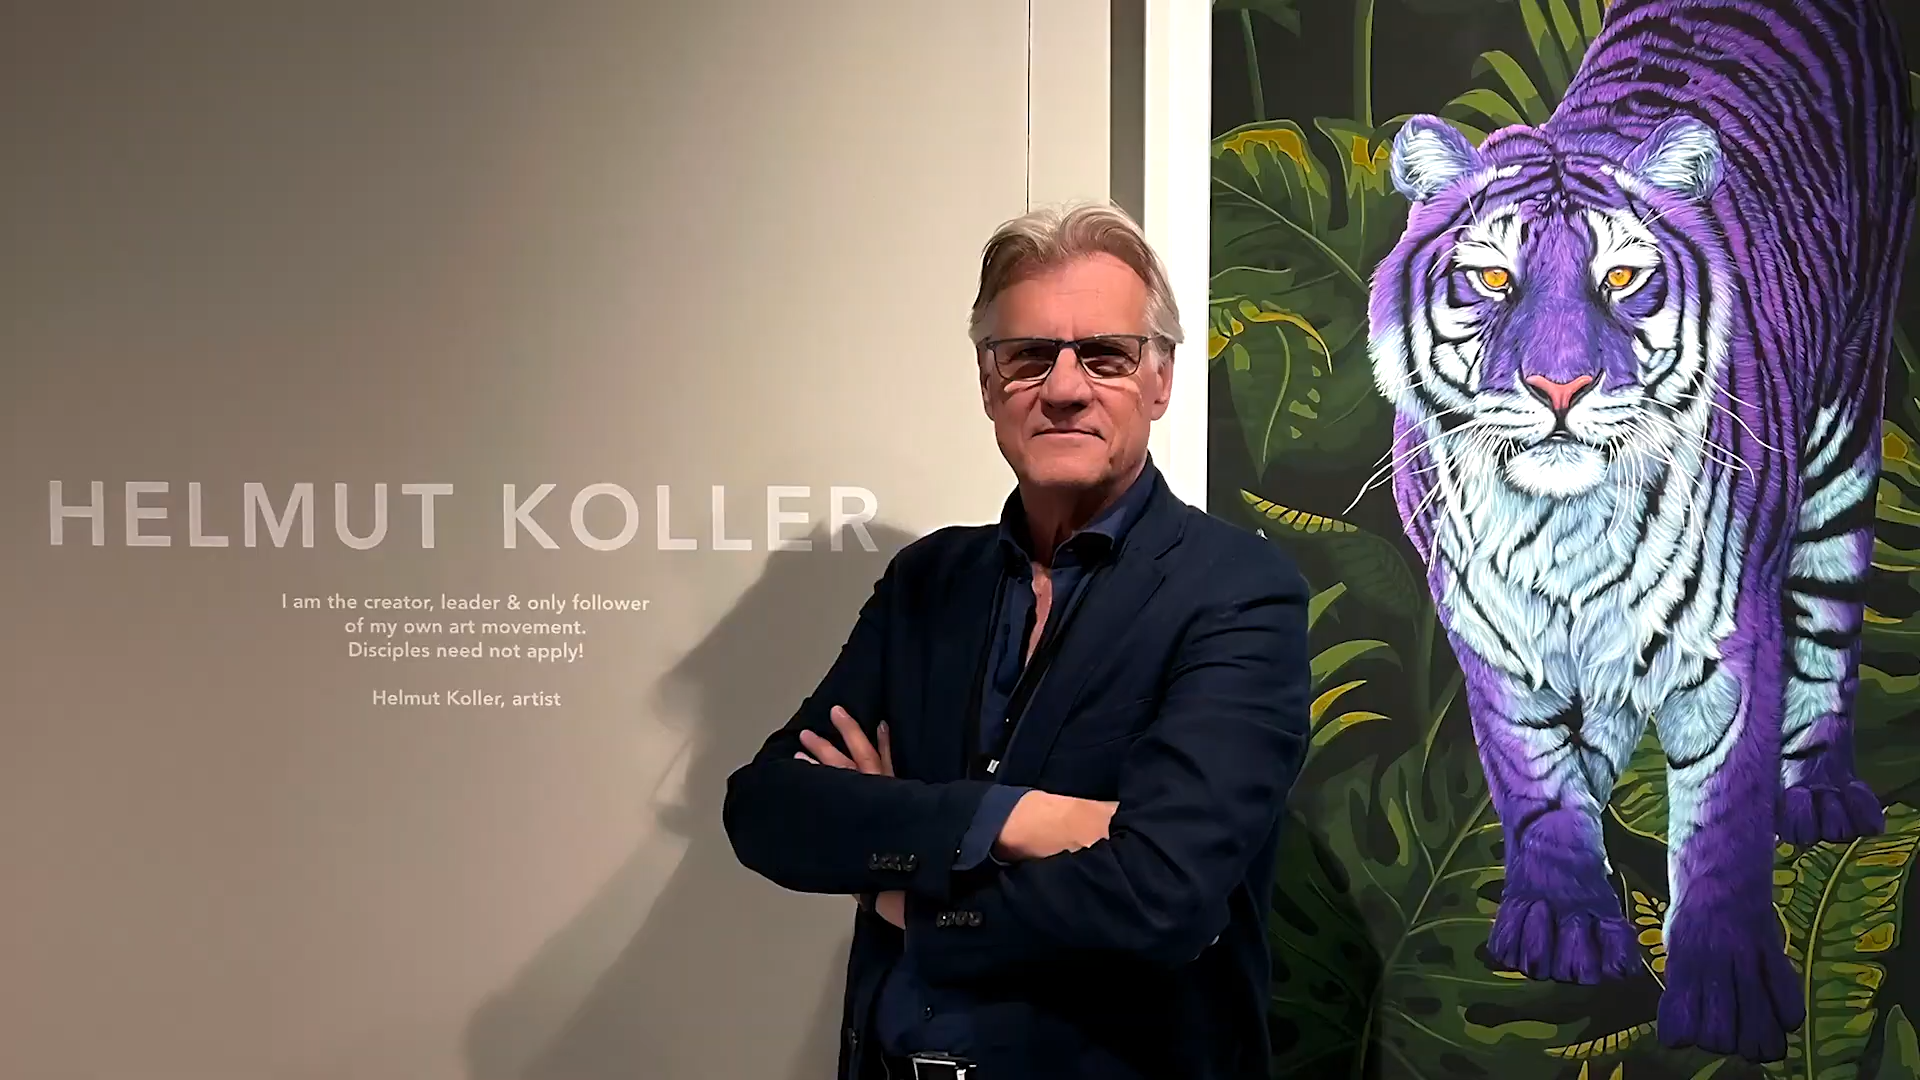 HELMUT KOLLER
I am the creator, leader & only follower
of my own art movement.
Disciples need not apply!
Helmut Koller, artist